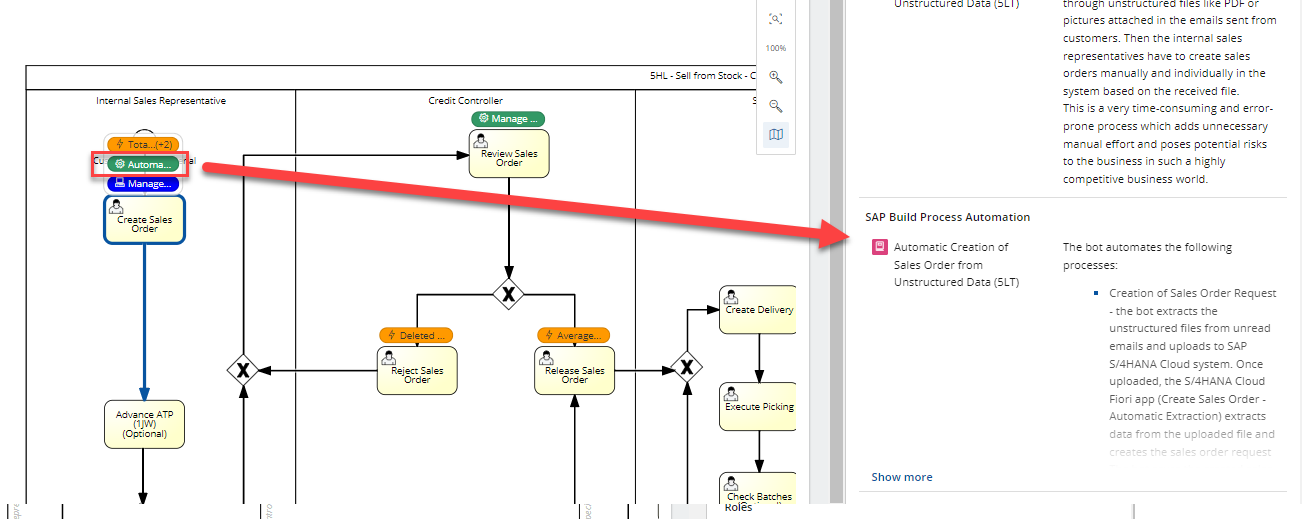 100%
5HL - Sell from Stock - C
Internal Sales Representative
Credit Controller
S
Tota...(+2)
Automa...
Manage...
Create Sales
Order
Advance ATP
(1JW)
(Optional)
Manage ...
Review Sales
Order
X
Deleted ...
Reject Sales
Order
Average...
Release Sales
Order
X
X
Create Delivery
Execute Picking
Check Batches
Roles
Unstructured Data (5LT)
through unstructured files like PDF or
pictures attached in the emails sent from
customers. Then the internal sales
representatives have to create sales
orders manually and individually in the
system based on the received file.
This is a very time-consuming and error-
prone process which adds unnecessary
manual effort and poses potential risks
to the business in such a highly
competitive business world.
SAP Build Process Automation
Automatic Creation of
Sales Order from
Unstructured Data (5LT)
The bot automates the following
processes:
Creation of Sales Order Request
- the bot extracts the
unstructured files from unread
emails and uploads to SAP
S/4HANA Cloud system. Once
uploaded, the S/4HANA Cloud
Fiori app (Create Sales Order -
Automatic Extraction) extracts
data from the uploaded file and
creates the sales order request
Show more